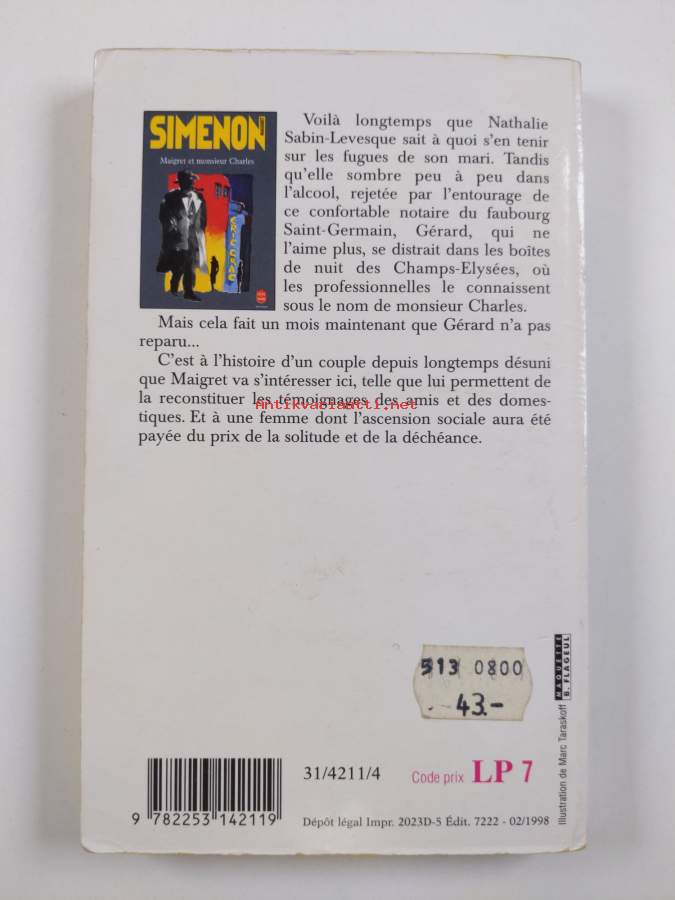 SIMENON
Maigret et monsieur Charles
CRIC-CRAC
Voilà longtemps que Nathalie
Sabin-Levesque sait à quoi s'en tenir
sur les fugues de son mari. Tandis
qu'elle sombre peu à peu dans
l'alcool, rejetée par l'entourage de
ce confortable notaire du faubourg
Saint-Germain, Gérard, qui ne
l'aime plus, se distrait dans les boîtes
de nuit des Champs-Elysées, où
les professionnelles le connaissent
sous le nom de monsieur Charles.
Mais cela fait un mois maintenant que Gérard n'a pas
reparu...
C'est à l'histoire d'un couple depuis longtemps désuni
que Maigret va s'intéresser ici, telle que lui permettent de
la reconstituer les témoignages des amis et des domes-
tiques. Et à une femme dont l'ascension sociale aura été
payée du prix de la solitude et de la déchéance.
antikvariaatti.net
513 0800
43.-
MAQUETTE
B. FLAGEUL
Illustration de Marc Taraskoff
31/4211/4
Code prix LP 7
9 782253 142119
Dépôt légal Impr. 2023D-5 Édit. 7222 - 02/1998